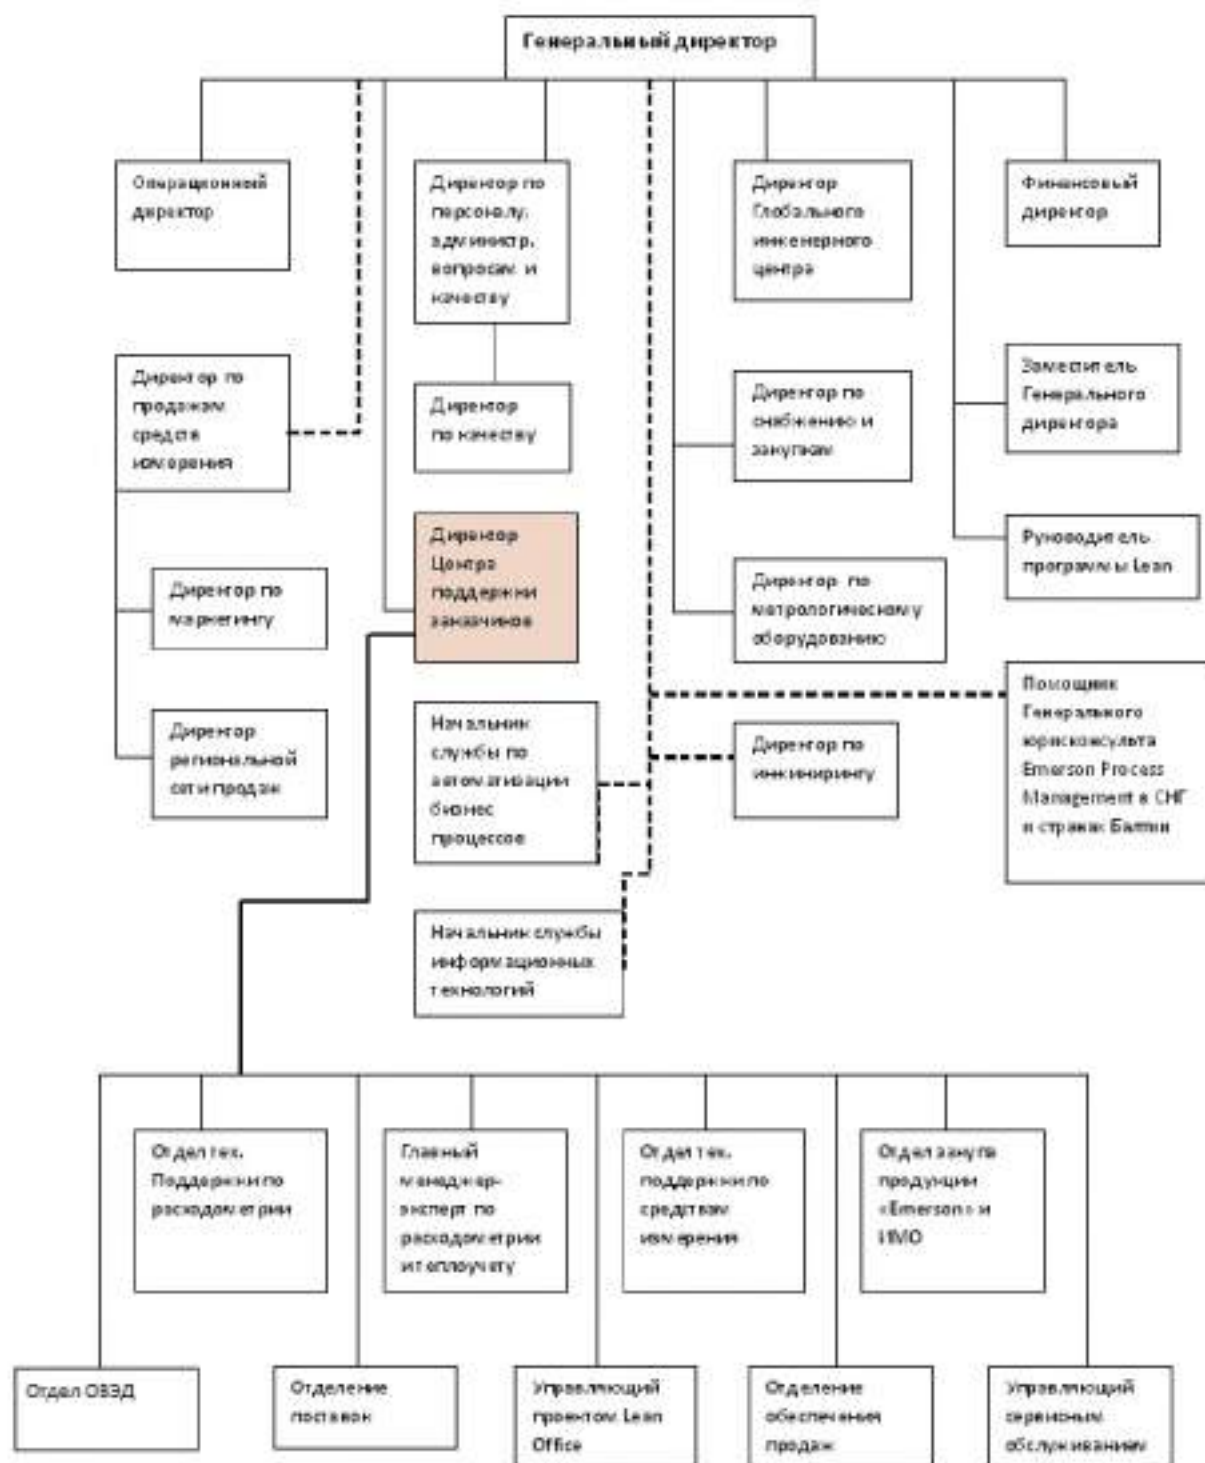 Генеральный директор
Операционный
директор
Директор по
персоналу,
администр.
вопросам и
качеству
Директор
Глобального
инженерного
центра
Финансовый
директор
Директор по
продажам
средств
измерения
Директор
по качеству
Директор по
снабжению и
закупкам
Заместитель
Генерального
директора
Директор
Центра
поддержки
заказчиков
Руководитель
программы Lean
Директор по
маркетингу
Директор по
метрологическому
оборудованию
Директор
региональной
сети продаж
Начальник
службы по
автоматизации
бизнес
процессов
Директор по
инжинирингу
Помощник
Генерального
юрисконсульта
Emerson Process
Management в СНГ
и странах Балтии
Начальник службы
информационных
технологий
Отдел тех.
Поддержки по
расходометрии
Главный
менеджер-
эксперт по
расходометрии
и теплоучету
Отдел тех.
поддержки по
средствам
измерения
Отдел закупа
продукции
«Emerson» и
ИМО
Отдел ОВЭД
Отделение
поставок
Управляющий
проектом Lean
Office
Отделение
обеспечения
продаж
Управляющий
сервисным
обслуживанием